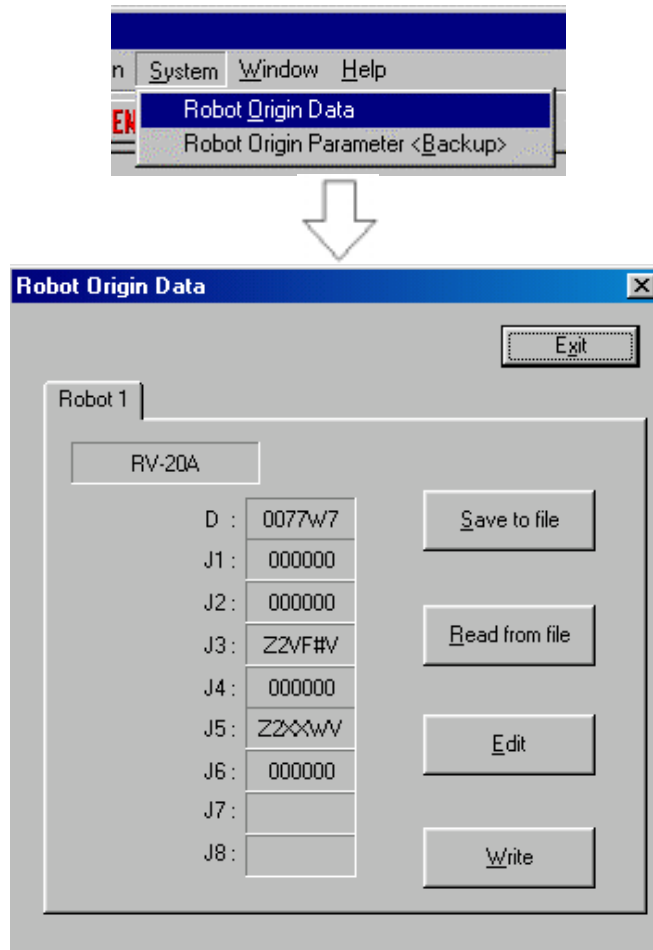 n System Window Help
EN
Robot Origin Data
Robot Origin Parameter <Backup>
Robot Origin Data
Exit
Robot 1
RV-20A
D : 0077W7
Save to file
J1 : 000000
J2 : 000000
J3 : Z2VF#V
Read from file
J4 : 000000
J5 : Z2XXWV
Edit
J6 : 000000
J7 :
J8 :
Write